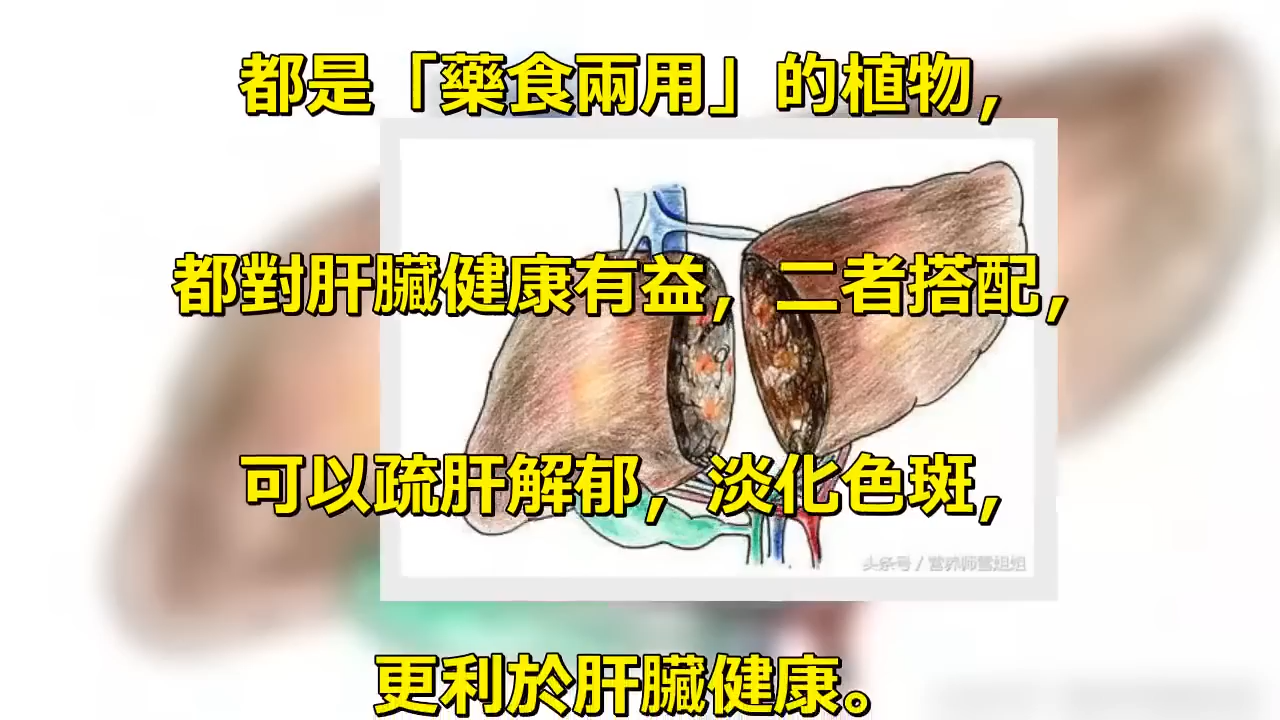 都是「藥食兩用」的植物，
都對肝臟健康有益，二者搭配，
可以疏肝解郁，淡化色斑，
头条号 / 营养师雪姐姐
更利於肝臟健康。